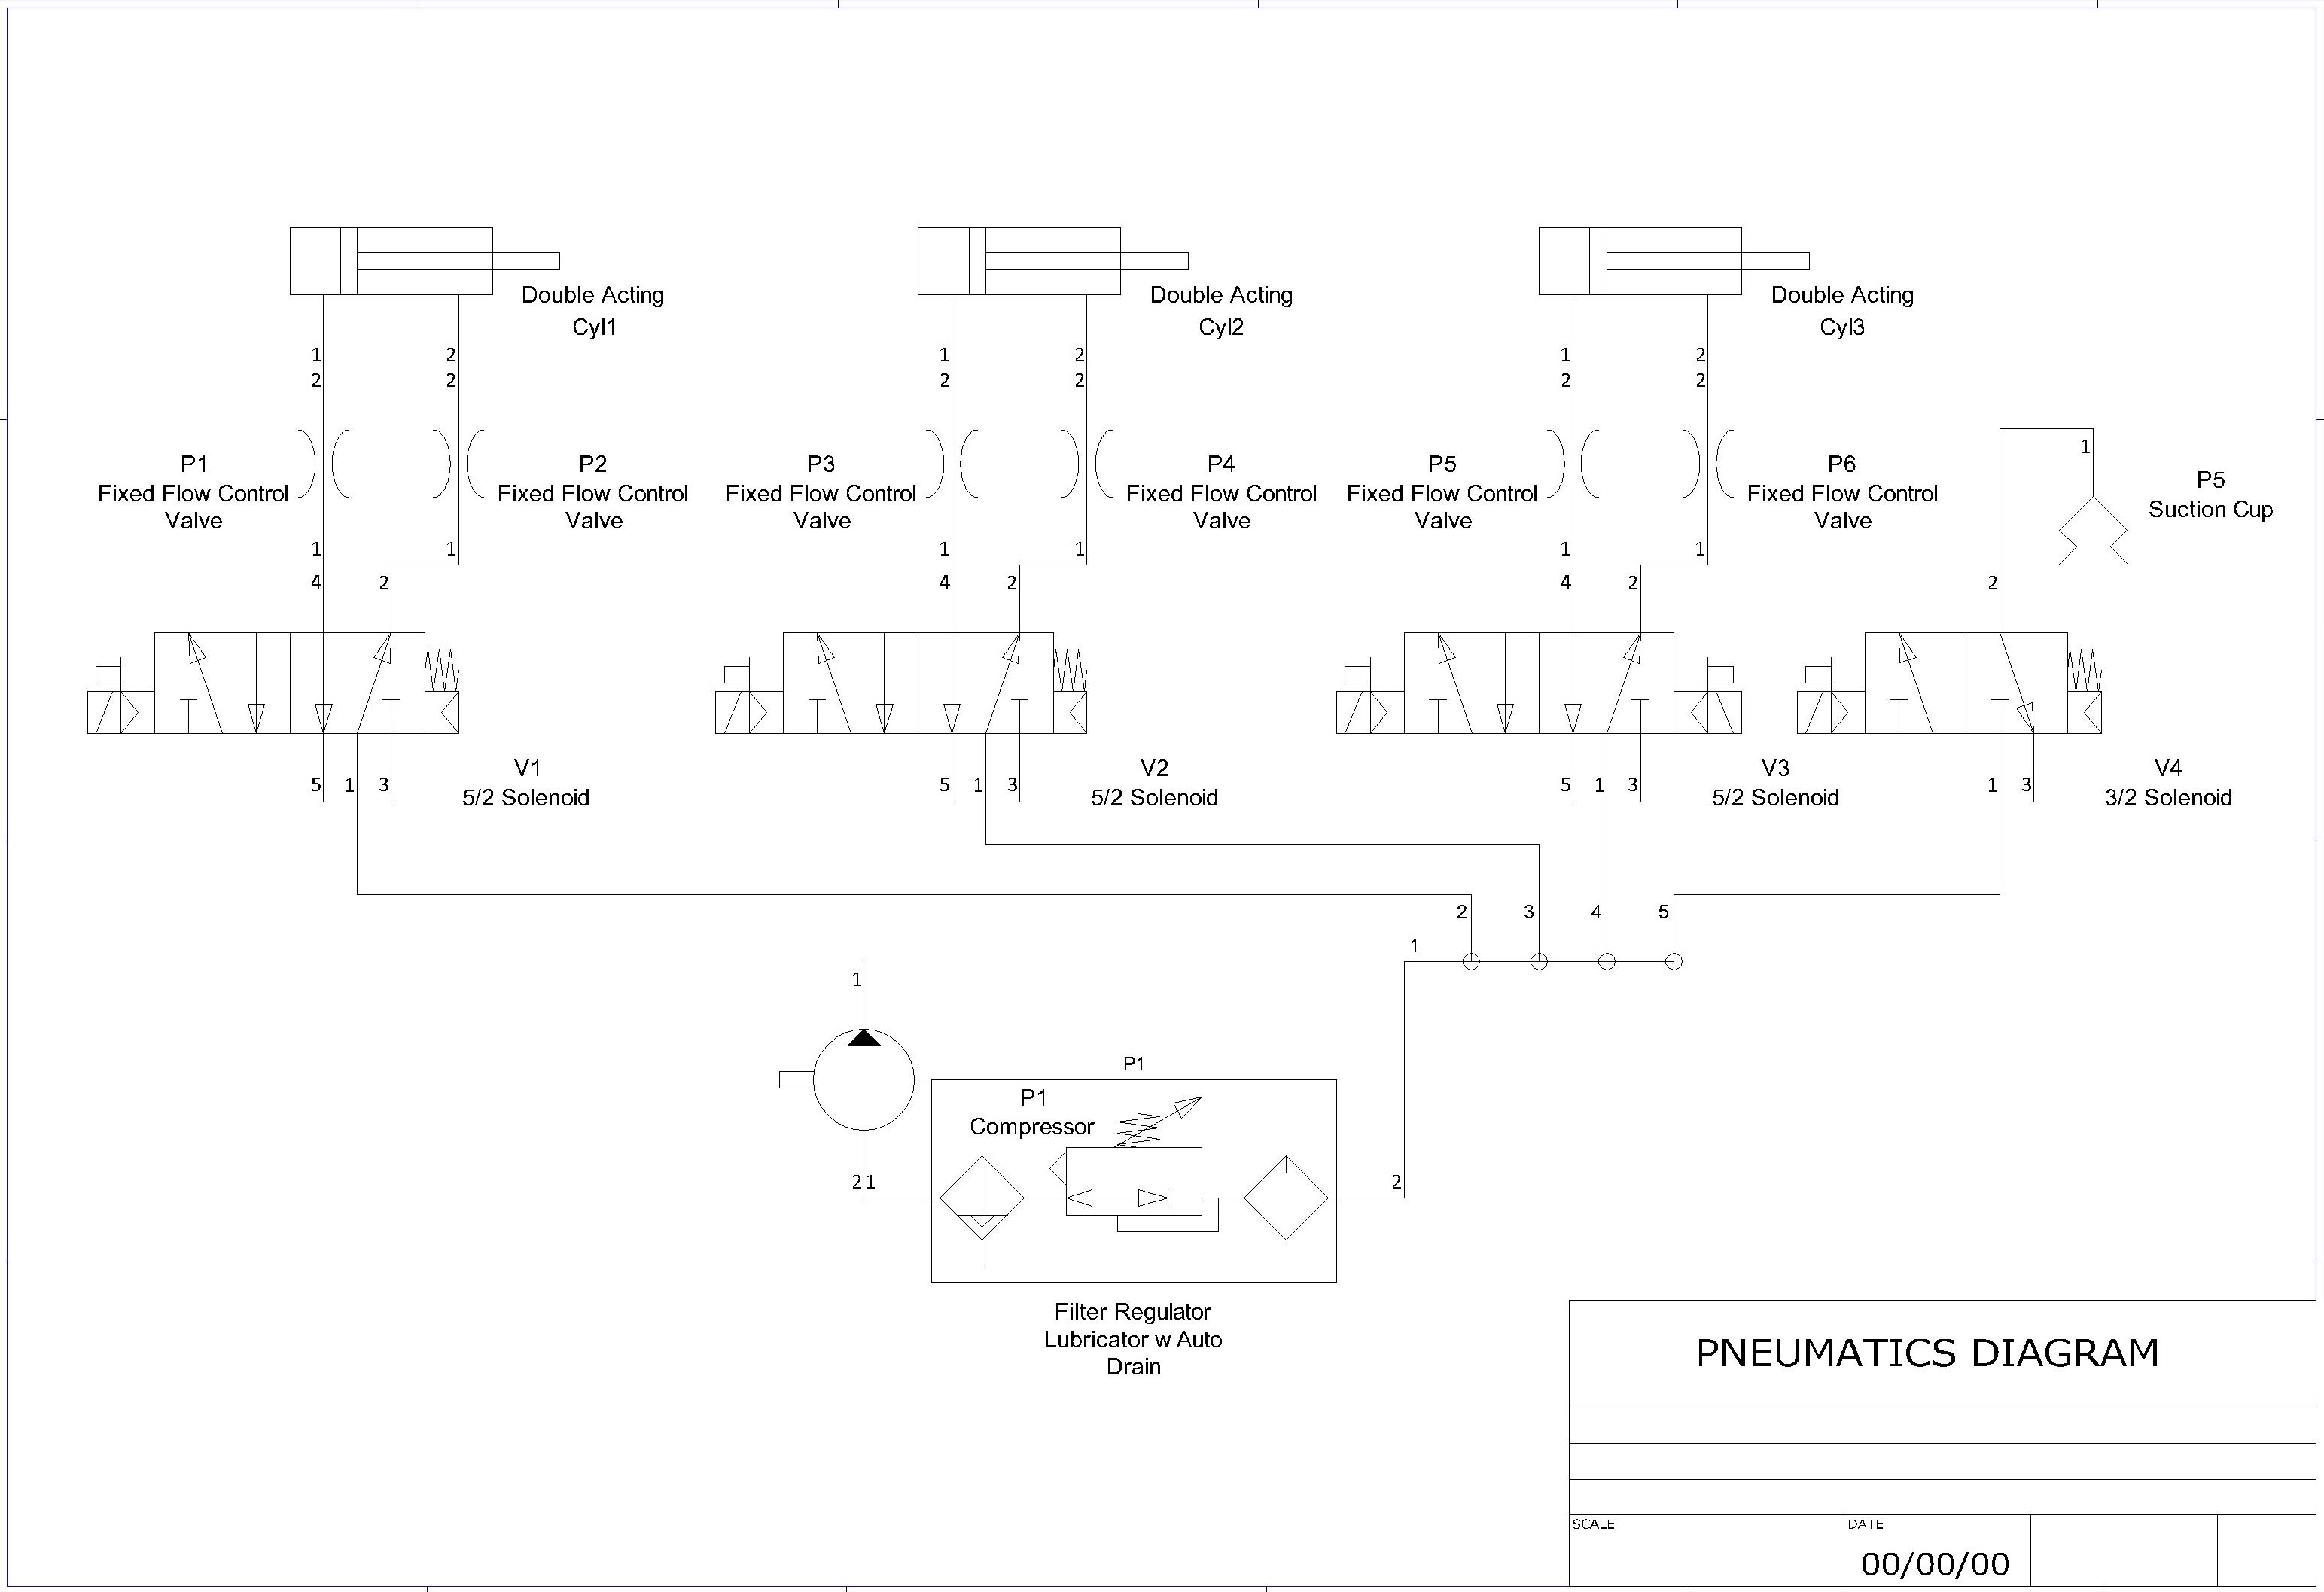 Double Acting
Cyl1
Double Acting
Cyl2
Double Acting
Cyl3
1 2 1 2 1 2
2 2 2 2 2 2
1
P1
Fixed Flow Control
Valve
P2
Fixed Flow Control
Valve
P3
Fixed Flow Control
Valve
P4
Fixed Flow Control
Valve
P5
Fixed Flow Control
Valve
P6
Fixed Flow Control
Valve
P5
Suction Cup
1 1 1 1 1 1
4 2 4 2 4 2 2
V1
5/2 Solenoid
V2
5/2 Solenoid
V3
5/2 Solenoid
V4
3/2 Solenoid
5 1 3 5 1 3 5 1 3 1 3
2 3 4 5
1
1
P1
P1
Compressor
2 1 2
Filter Regulator
Lubricator w Auto
Drain
PNEUMATICS DIAGRAM
SCALE
DATE
00/00/00